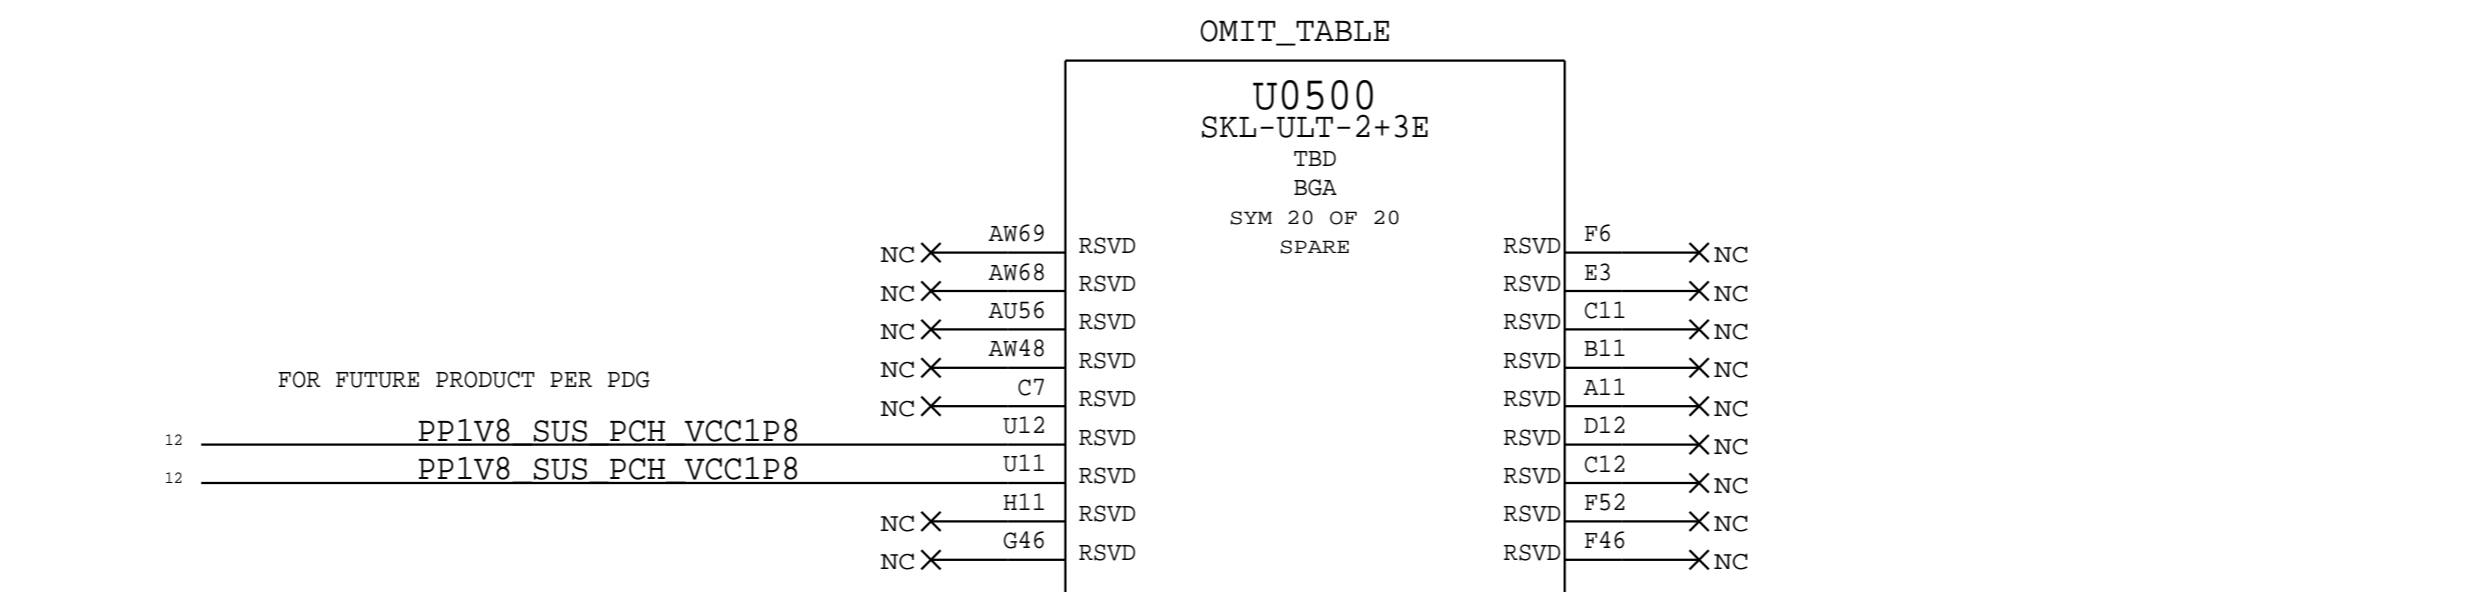 OMIT_TABLE
U0500
SKL-ULT-2+3E
TBD
BGA
SYM 20 OF 20
SPARE
NC AW69 RSVD RSVD F6 NC
NC AW68 RSVD RSVD E3 NC
NC AU56 RSVD RSVD C11 NC
NC AW48 RSVD RSVD B11 NC
FOR FUTURE PRODUCT PER PDG
NC C7 RSVD RSVD A11 NC
12 PP1V8_SUS_PCH_VCC1P8 U12 RSVD RSVD D12 NC
12 PP1V8_SUS_PCH_VCC1P8 U11 RSVD RSVD C12 NC
NC H11 RSVD RSVD F52 NC
NC G46 RSVD RSVD F46 NC